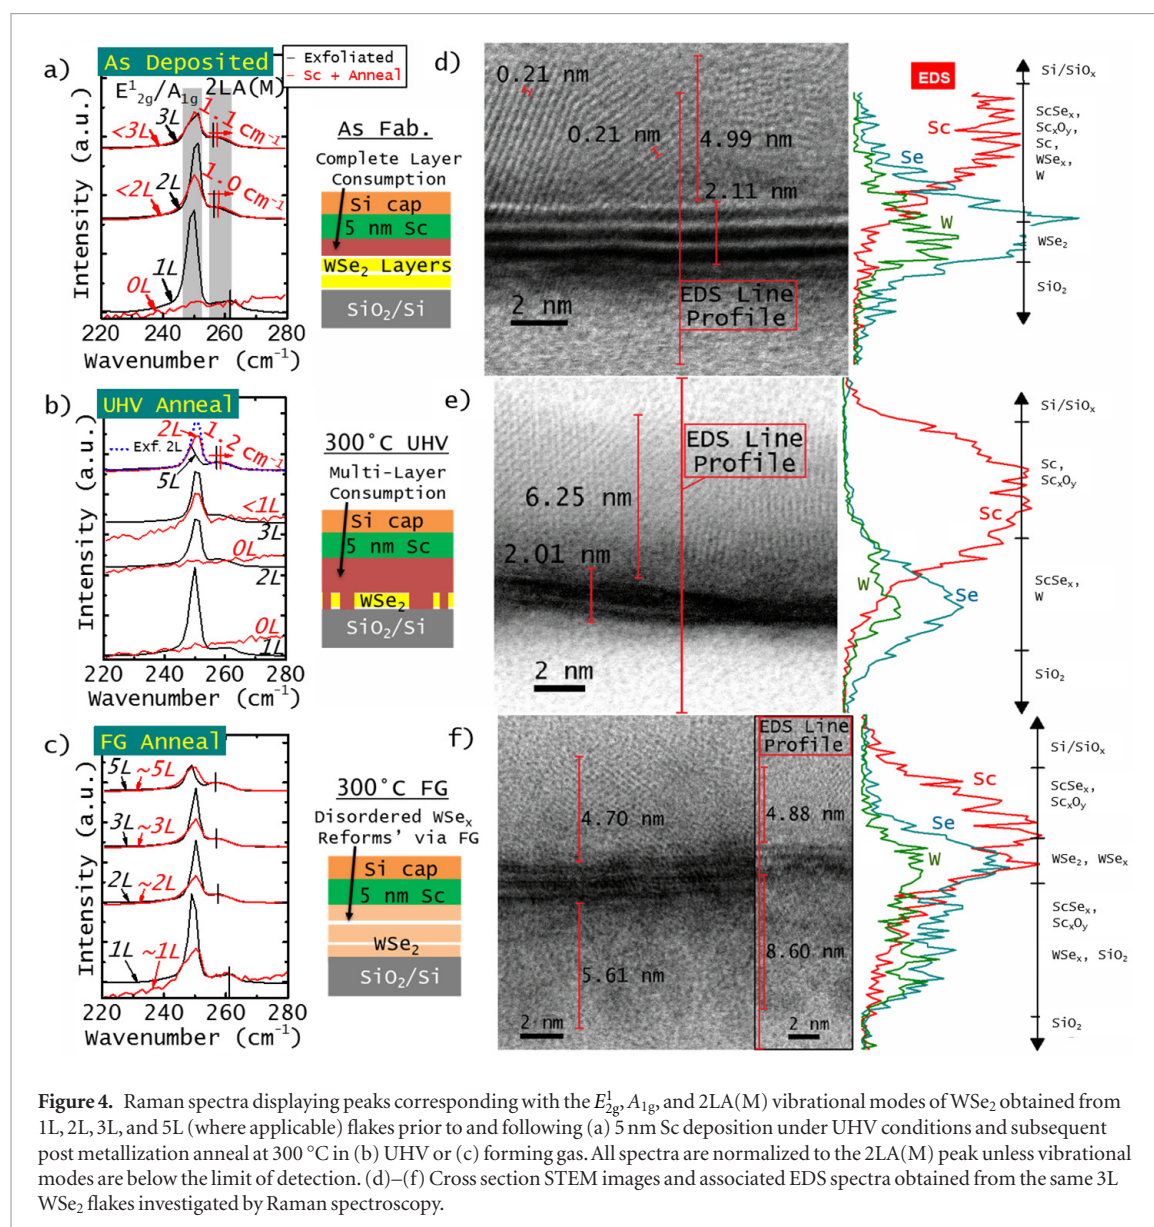 a)
As Deposited
– Exfoliated
– Sc + Anneal
E¹2g/A1g
2LA(M)
3L
<3L
1.1 cm⁻¹
2L
<2L
1.0 cm⁻¹
1L
0L
Intensity (a.u.)
220 240 260 280
Wavenumber (cm⁻¹)
As Fab.
Complete Layer
Consumption
Si cap
5 nm Sc
WSe₂ Layers
SiO₂/Si
b)
UHV Anneal
Exf. 2L
2L
1.2 cm⁻¹
5L
<1L
3L
0L
2L
0L
1L
Intensity (a.u.)
220 240 260 280
Wavenumber (cm⁻¹)
300°C UHV
Multi-Layer
Consumption
Si cap
5 nm Sc
WSe₂
SiO₂/Si
c)
FG Anneal
5L ~5L
3L ~3L
2L ~2L
1L ~1L
Intensity (a.u.)
220 240 260 280
Wavenumber (cm⁻¹)
300°C FG
Disordered WSeₓ
Reforms' via FG
Si cap
5 nm Sc
WSe₂
SiO₂/Si
d)
0.21 nm
0.21 nm
4.99 nm
2.11 nm
EDS Line
Profile
2 nm
EDS
Sc
Se
W
Si/SiOₓ
ScSeₓ,
ScₓOᵧ,
Sc,
WSeₓ,
W
WSe₂
SiO₂
e)
EDS Line
Profile
6.25 nm
2.01 nm
2 nm
Sc
W
Se
Si/SiOₓ
Sc,
ScₓOᵧ
ScSeₓ,
W
SiO₂
f)
EDS Line
Profile
4.70 nm
4.88 nm
5.61 nm
8.60 nm
2 nm
2 nm
Sc
Se
W
Si/SiOₓ
ScSeₓ,
ScₓOᵧ
WSe₂, WSeₓ
ScSeₓ,
ScₓOᵧ
WSeₓ, SiO₂
SiO₂
Figure 4. Raman spectra displaying peaks corresponding with the E¹2g, A1g, and 2LA(M) vibrational modes of WSe₂ obtained from
1L, 2L, 3L, and 5L (where applicable) flakes prior to and following (a) 5 nm Sc deposition under UHV conditions and subsequent
post metallization anneal at 300 °C in (b) UHV or (c) forming gas. All spectra are normalized to the 2LA(M) peak unless vibrational
modes are below the limit of detection. (d)–(f) Cross section STEM images and associated EDS spectra obtained from the same 3L
WSe₂ flakes investigated by Raman spectroscopy.